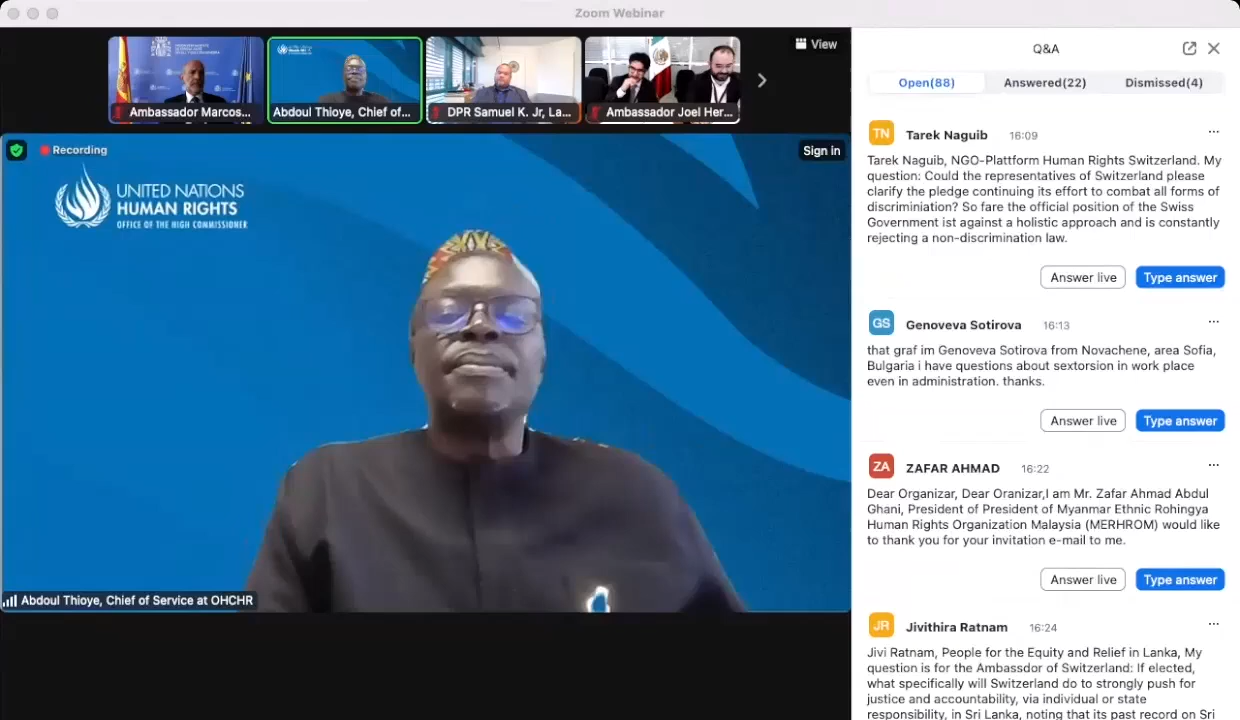 Zoom Webinar
Ambassador Marcos...
Abdoul Thioye, Chief of...
DPR Samuel K. Jr, La...
Ambassador Joel Her...
View
Recording
Sign in
UNITED NATIONS
HUMAN RIGHTS
OFFICE OF THE HIGH COMMISSIONER
Abdoul Thioye, Chief of Service at OHCHR
Q&A
Open(88) Answered(22) Dismissed(4)
TN Tarek Naguib 16:09
Tarek Naguib, NGO-Plattform Human Rights Switzerland. My
question: Could the representatives of Switzerland please
clarify the pledge continuing its effort to combat all forms of
discriminiation? So fare the official position of the Swiss
Government ist against a holistic approach and is constantly
rejecting a non-discrimination law.
Answer live Type answer
GS Genoveva Sotirova 16:13
that graf im Genoveva Sotirova from Novachene, area Sofia,
Bulgaria i have questions about sextorsion in work place
even in administration. thanks.
Answer live Type answer
ZA ZAFAR AHMAD 16:22
Dear Organizar, Dear Oranizar,I am Mr. Zafar Ahmad Abdul
Ghani, President of President of Myanmar Ethnic Rohingya
Human Rights Organization Malaysia (MERHROM) would like
to thank you for your invitation e-mail to me.
Answer live Type answer
JR Jivithira Ratnam 16:24
Jivi Ratnam, People for the Equity and Relief in Lanka, My
question is for the Ambassdor of Switzerland: If elected,
what specifically will Switzerland do to strongly push for
justice and accountability, via individual or state
responsibility, in Sri Lanka, noting that its past record on Sri